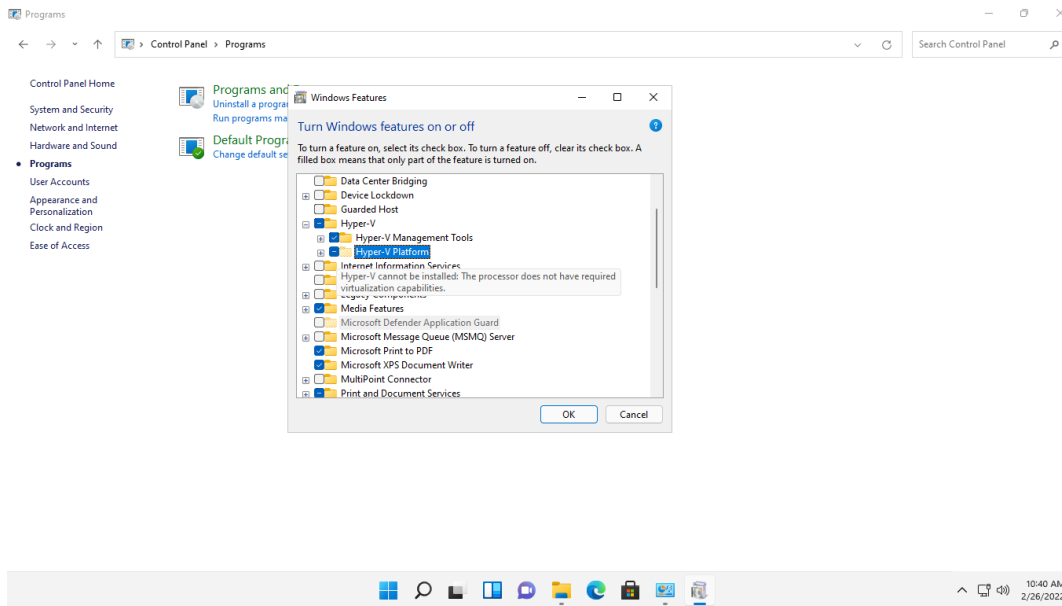 Programs
Control Panel > Programs
Search Control Panel
Control Panel Home
System and Security
Network and Internet
Hardware and Sound
Programs
User Accounts
Appearance and
Personalization
Clock and Region
Ease of Access
Programs and
Uninstall a
Run programs
Default
Change default
Windows Features
Turn Windows features on or off
To turn a feature on, select its check box. To turn a feature off, clear its check box. A
filled box means that only part of the feature is turned on.
Data Center Bridging
Device Lockdown
Guarded Host
Hyper-V
Hyper-V Management Tools
Hyper-V Platform
Internet Information Services
Hyper-V cannot be installed: The processor does not have required
virtualization capabilities.
Legacy Components
Media Features
Microsoft Defender Application Guard
Microsoft Message Queue (MSMQ) Server
Microsoft Print to PDF
Microsoft XPS Document Writer
MultiPoint Connector
Print and Document Services
OK
Cancel
10:40 AM